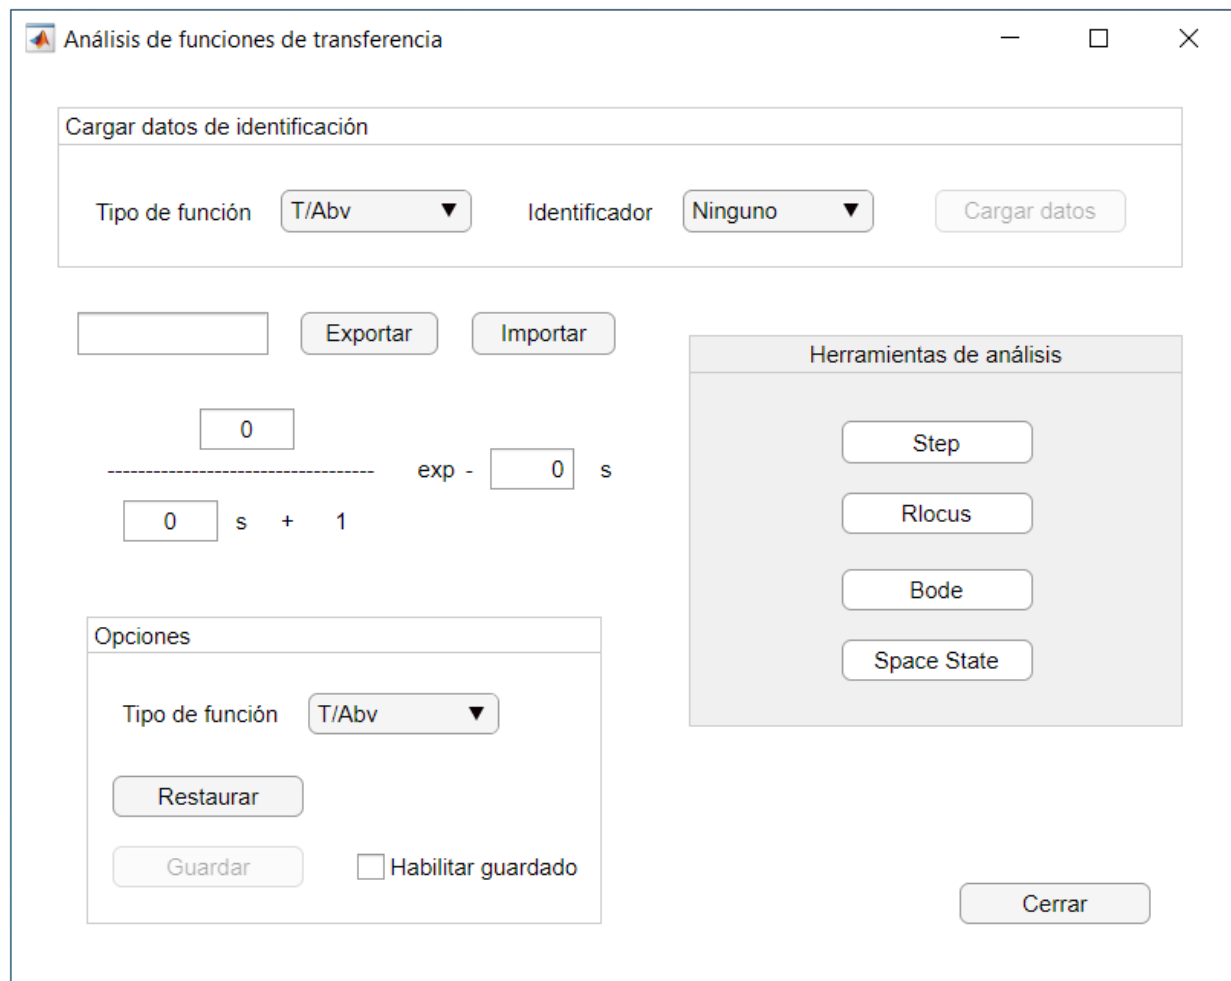 Análisis de funciones de transferencia
Cargar datos de identificación
Tipo de función T/Abv Identificador Ninguno Cargar datos
Exportar Importar
0
----------------------------------- exp - 0 s
0 s + 1
Herramientas de análisis
Step
Rlocus
Bode
Space State
Opciones
Tipo de función T/Abv
Restaurar
Guardar Habilitar guardado
Cerrar